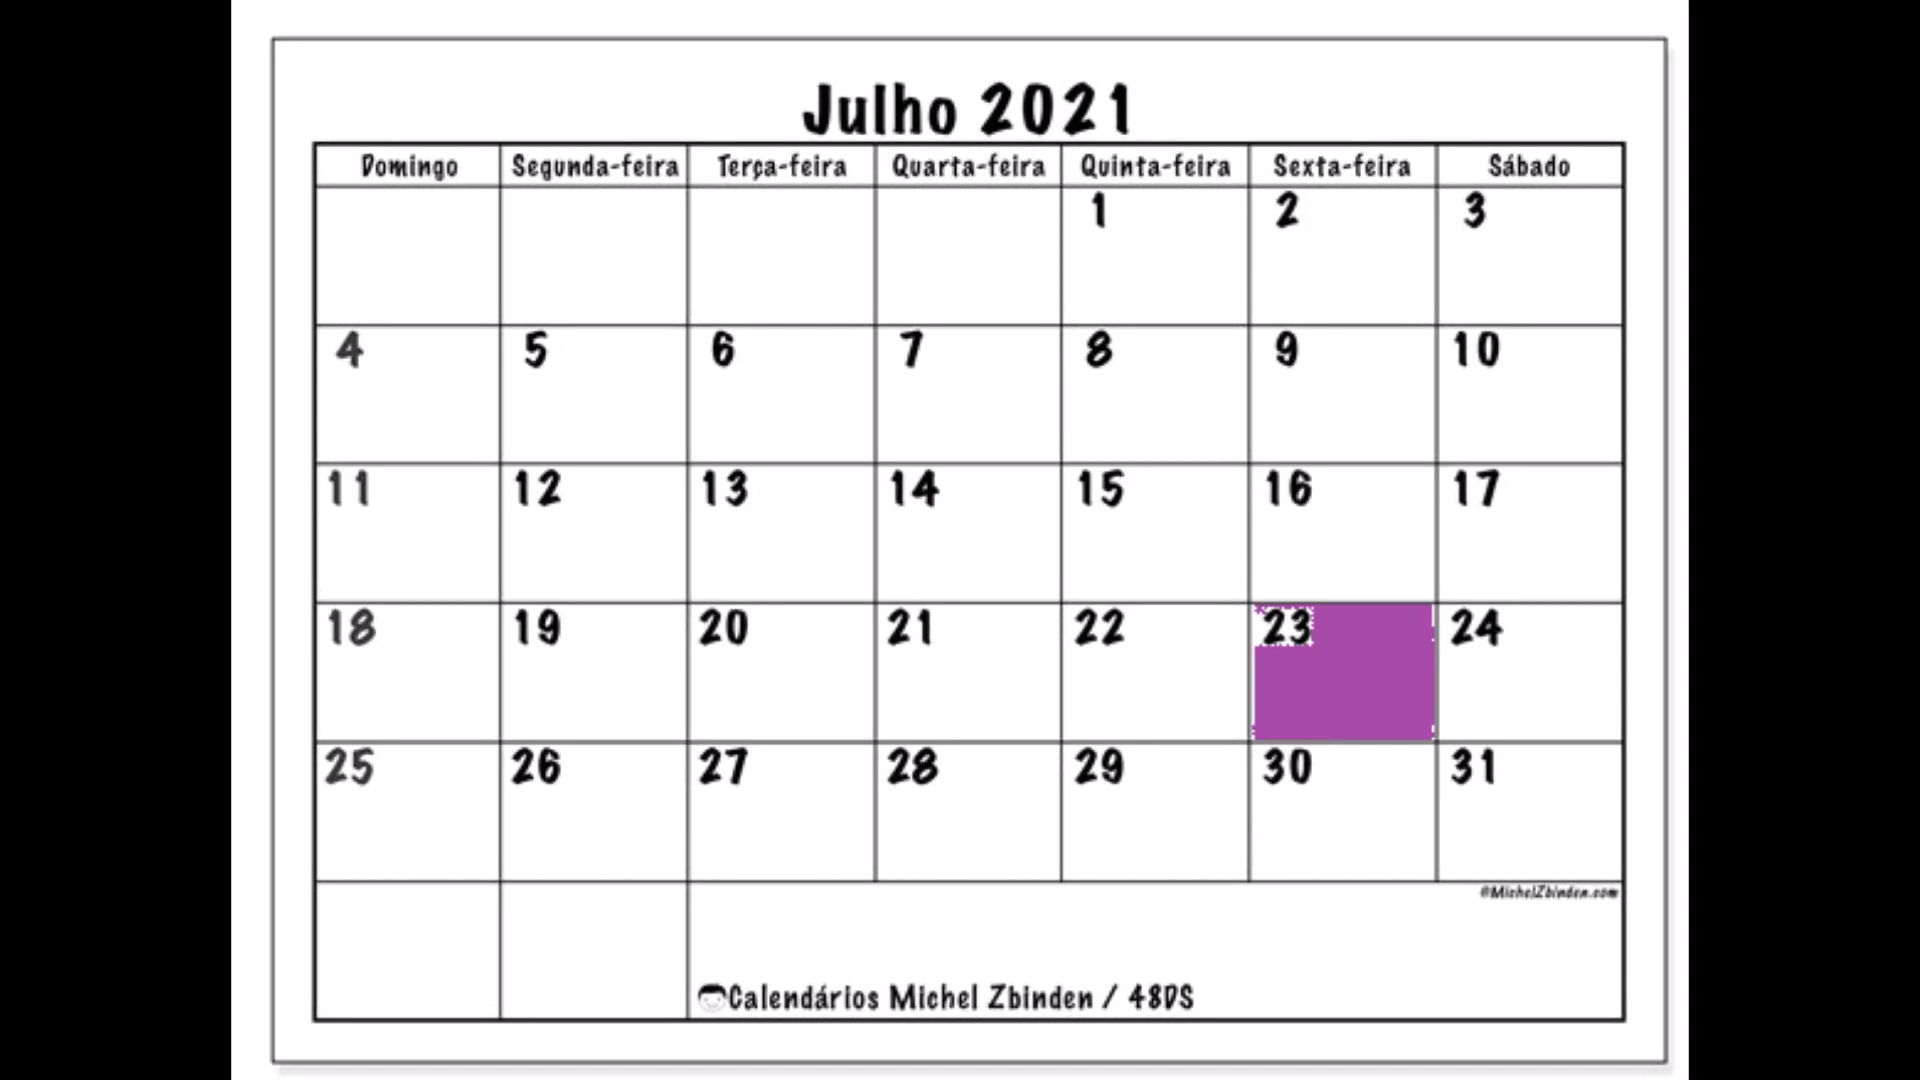 Julho 2021
Domingo Segunda-feira Terça-feira Quarta-feira Quinta-feira Sexta-feira Sábado
1 2 3
4 5 6 7 8 9 10
11 12 13 14 15 16 17
18 19 20 21 22 23 24
25 26 27 28 29 30 31
©MichelZbinden.com
Calendários Michel Zbinden / 48DS